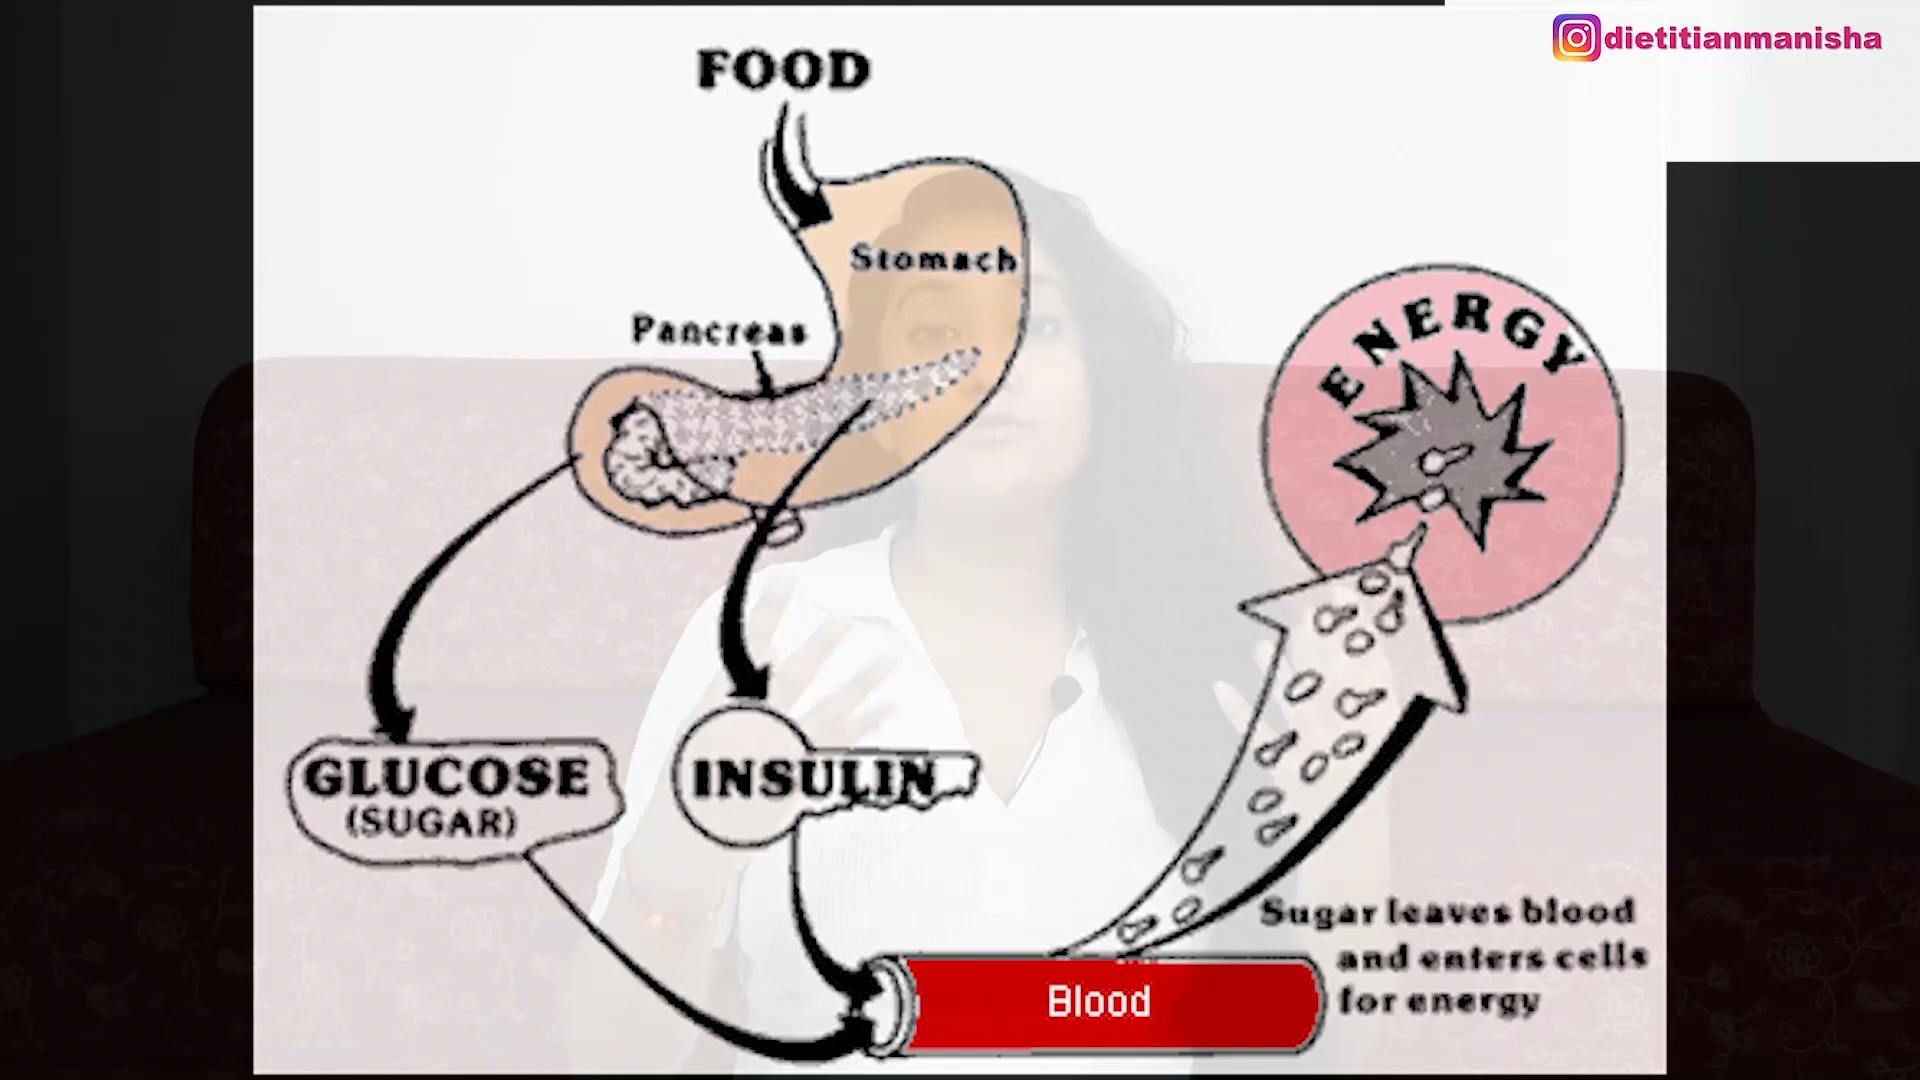 dietitianmanisha
FOOD
Stomach
Pancreas
ENERGY
GLUCOSE
(SUGAR)
INSULIN
Sugar leaves blood
and enters cells
for energy
Blood